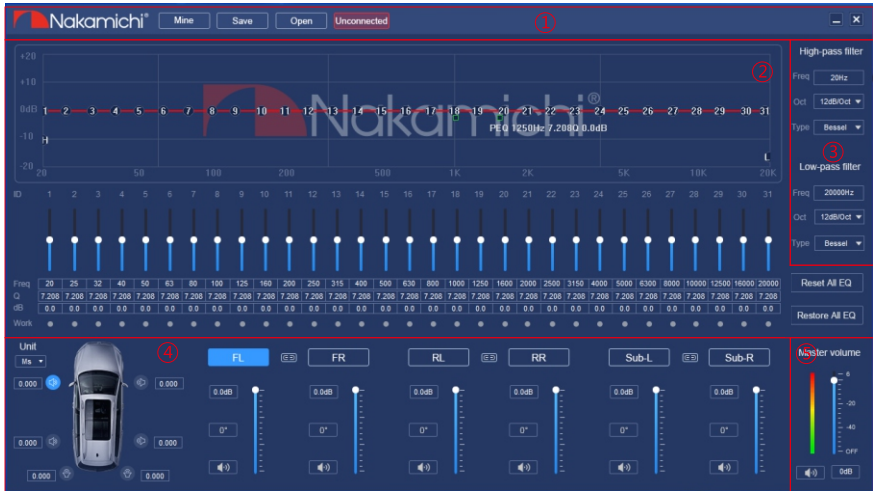 Nakamichi® Mine Save Open Unconnected ①
High-pass filter
+20 ②
Freq 20Hz
+10
Oct 12dB/Oct
0dB 1 2 3 4 5 6 7 8 9 10 11 12 13 14 15 16 17 18 19 20 21 22 23 24 25 26 27 28 29 30 31
Nakamichi®
PEQ 1250Hz 7.208Q 0.0dB
Type Bessel
-10 H
③
L
Low-pass filter
-20
20 50 100 200 500 1K 2K 5K 10K 20K
ID 1 2 3 4 5 6 7 8 9 10 11 12 13 14 15 16 17 18 19 20 21 22 23 24 25 26 27 28 29 30 31
Freq 20000Hz
Oct 12dB/Oct
Type Bessel
Freq 20 25 32 40 50 63 80 100 125 160 200 250 315 400 500 630 800 1000 1250 1600 2000 2500 3150 4000 5000 6300 8000 10000 12500 16000 20000
Q 7.208 7.208 7.208 7.208 7.208 7.208 7.208 7.208 7.208 7.208 7.208 7.208 7.208 7.208 7.208 7.208 7.208 7.208 7.208 7.208 7.208 7.208 7.208 7.208 7.208 7.208 7.208 7.208 7.208 7.208 7.208
dB 0.0 0.0 0.0 0.0 0.0 0.0 0.0 0.0 0.0 0.0 0.0 0.0 0.0 0.0 0.0 0.0 0.0 0.0 0.0 0.0 0.0 0.0 0.0 0.0 0.0 0.0 0.0 0.0 0.0 0.0 0.0
Work
Reset All EQ
Restore All EQ
Unit
Ms
④
FL FR RL RR Sub-L Sub-R
Master volume
⑤
0.000 0.000
0.000 0.000
0.000 0.000
0.0dB 0.0dB 0.0dB 0.0dB 0.0dB 0.0dB
0° 0° 0° 0° 0° 0°
6
-20
-40
OFF
0dB